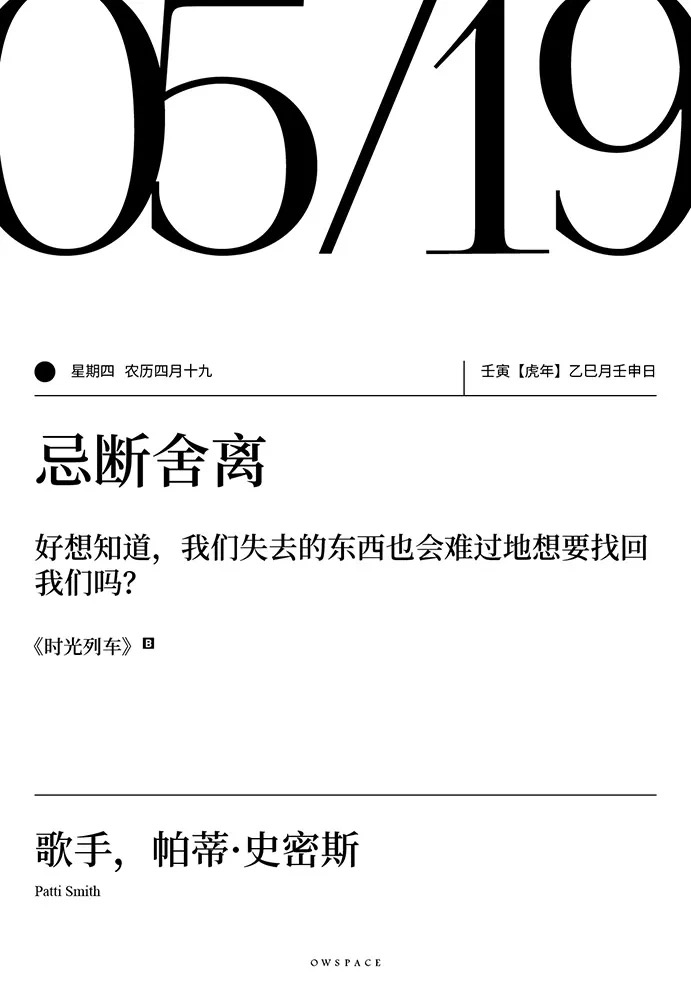 05/19
星期四 农历四月十九
壬寅【虎年】乙巳月壬申日
忌断舍离
好想知道，我们失去的东西也会难过地想要找回
我们吗？
《时光列车》B
歌手，帕蒂·史密斯
Patti Smith
OWSPACE